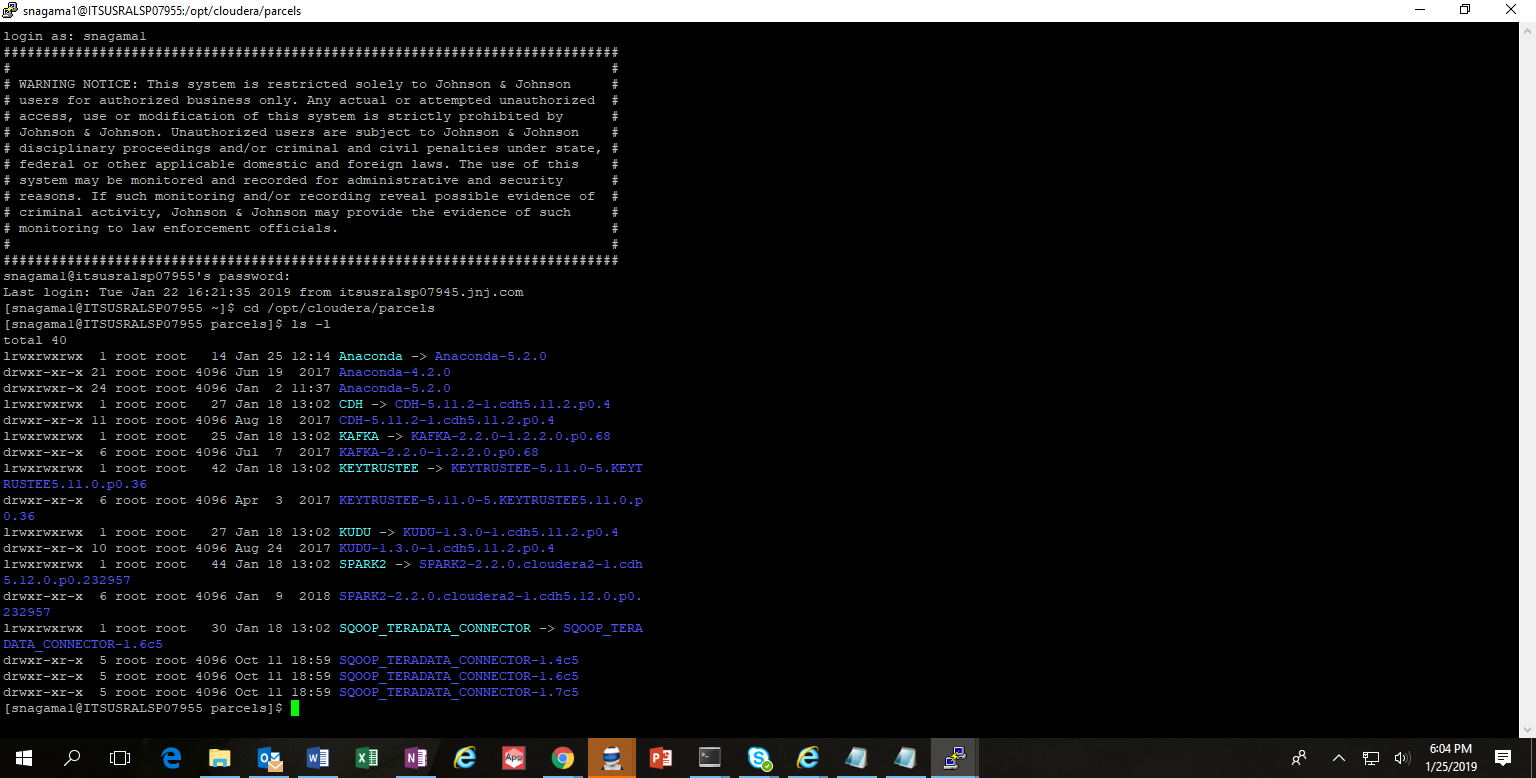 snagama1@ITSUSRALSP07955:/opt/cloudera/parcels
login as: snagama1
#############################################################################
#                                                                           #
# WARNING NOTICE: This system is restricted solely to Johnson & Johnson     #
# users for authorized business only. Any actual or attempted unauthorized  #
# access, use or modification of this system is strictly prohibited by      #
# Johnson & Johnson. Unauthorized users are subject to Johnson & Johnson    #
# disciplinary proceedings and/or criminal and civil penalties under state, #
# federal or other applicable domestic and foreign laws. The use of this    #
# system may be monitored and recorded for administrative and security      #
# reasons. If such monitoring and/or recording reveal possible evidence of  #
# criminal activity, Johnson & Johnson may provide the evidence of such     #
# monitoring to law enforcement officials.                                  #
#                                                                           #
#############################################################################
snagama1@itsusralsp07955's password:
Last login: Tue Jan 22 16:21:35 2019 from itsusralsp07945.jnj.com
[snagama1@ITSUSRALSP07955 ~]$ cd /opt/cloudera/parcels
[snagama1@ITSUSRALSP07955 parcels]$ ls -l
total 40
lrwxrwxrwx  1 root root   14 Jan 25 12:14 Anaconda -> Anaconda-5.2.0
drwxrwxr-x 21 root root 4096 Jun 19  2017 Anaconda-4.2.0
drwxrwxr-x 24 root root 4096 Jan  2 11:37 Anaconda-5.2.0
lrwxrwxrwx  1 root root   27 Jan 18 13:02 CDH -> CDH-5.11.2-1.cdh5.11.2.p0.4
drwxr-xr-x 11 root root 4096 Aug 18  2017 CDH-5.11.2-1.cdh5.11.2.p0.4
lrwxrwxrwx  1 root root   25 Jan 18 13:02 KAFKA -> KAFKA-2.2.0-1.2.2.0.p0.68
drwxr-xr-x  6 root root 4096 Jul  7  2017 KAFKA-2.2.0-1.2.2.0.p0.68
lrwxrwxrwx  1 root root   42 Jan 18 13:02 KEYTRUSTEE -> KEYTRUSTEE-5.11.0-5.KEYT
RUSTEE5.11.0.p0.36
drwxr-xr-x  6 root root 4096 Apr  3  2017 KEYTRUSTEE-5.11.0-5.KEYTRUSTEE5.11.0.p
0.36
lrwxrwxrwx  1 root root   27 Jan 18 13:02 KUDU -> KUDU-1.3.0-1.cdh5.11.2.p0.4
drwxr-xr-x 10 root root 4096 Aug 24  2017 KUDU-1.3.0-1.cdh5.11.2.p0.4
lrwxrwxrwx  1 root root   44 Jan 18 13:02 SPARK2 -> SPARK2-2.2.0.cloudera2-1.cdh
5.12.0.p0.232957
drwxr-xr-x  6 root root 4096 Jan  9  2018 SPARK2-2.2.0.cloudera2-1.cdh5.12.0.p0.
232957
lrwxrwxrwx  1 root root   30 Jan 18 13:02 SQOOP_TERADATA_CONNECTOR -> SQOOP_TERA
DATA_CONNECTOR-1.6c5
drwxr-xr-x  5 root root 4096 Oct 11 18:59 SQOOP_TERADATA_CONNECTOR-1.4c5
drwxr-xr-x  5 root root 4096 Oct 11 18:59 SQOOP_TERADATA_CONNECTOR-1.6c5
drwxr-xr-x  5 root root 4096 Oct 11 18:59 SQOOP_TERADATA_CONNECTOR-1.7c5
[snagama1@ITSUSRALSP07955 parcels]$
App
6:04 PM
1/25/2019